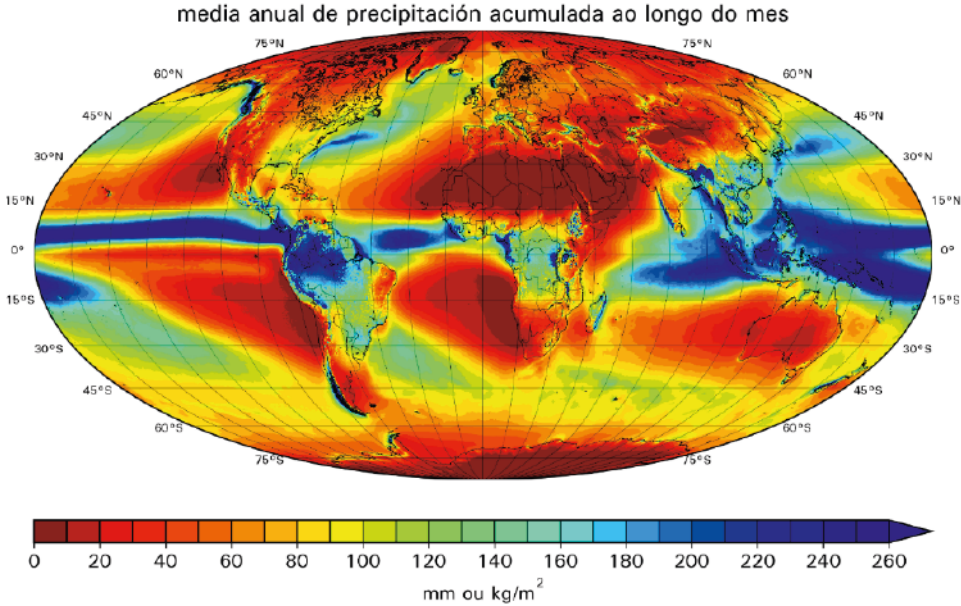 media anual de precipitación acumulada ao longo do mes
75°N 75°N
60°N 60°N
45°N 45°N
30°N 30°N
15°N 15°N
0° 0°
15°S 15°S
30°S 30°S
45°S 45°S
60°S 60°S
75°S 75°S
0 20 40 60 80 100 120 140 160 180 200 220 240 260
mm ou kg/m²